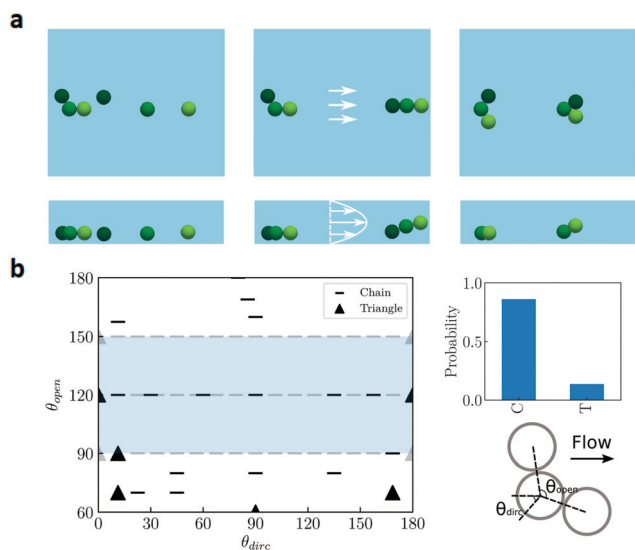 a
b
180
150
120
90
60
θopen
0
30
60
90
120
150
180
θdirc
Chain
Triangle
1.0
0.5
0.0
Probability
C
T
Flow
θopen
θdirc